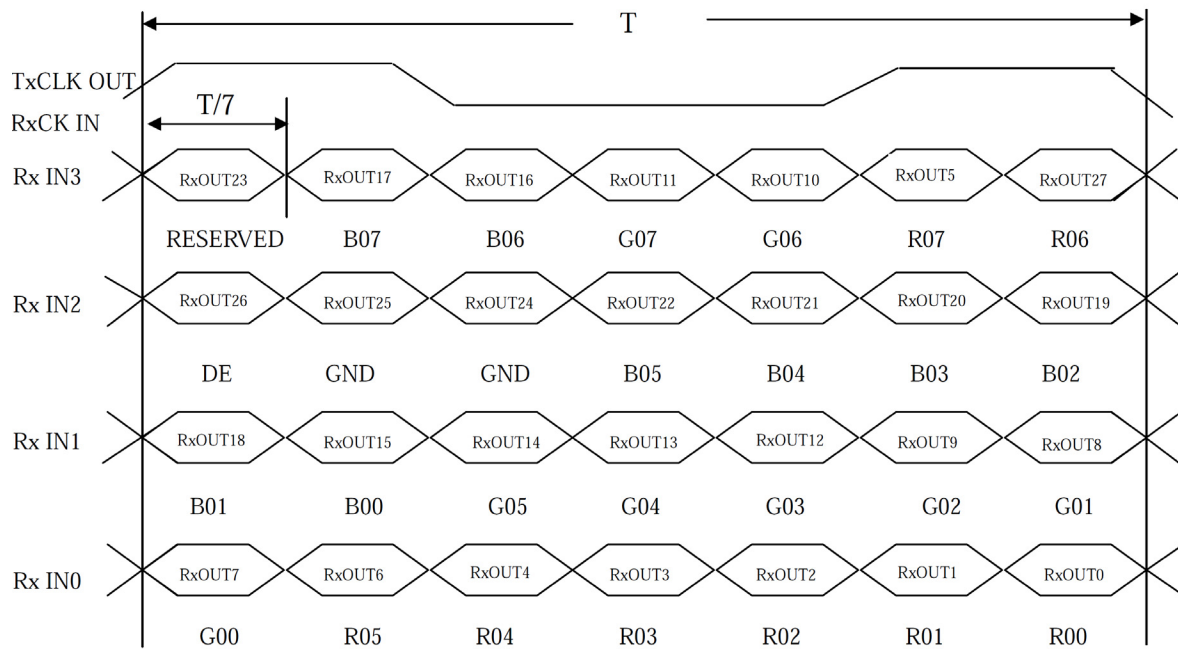 T
TxCLK OUT
T/7
RxCK IN
Rx IN3 RxOUT23 RxOUT17 RxOUT16 RxOUT11 RxOUT10 RxOUT5 RxOUT27
RESERVED B07 B06 G07 G06 R07 R06
Rx IN2 RxOUT26 RxOUT25 RxOUT24 RxOUT22 RxOUT21 RxOUT20 RxOUT19
DE GND GND B05 B04 B03 B02
Rx IN1 RxOUT18 RxOUT15 RxOUT14 RxOUT13 RxOUT12 RxOUT9 RxOUT8
B01 B00 G05 G04 G03 G02 G01
Rx IN0 RxOUT7 RxOUT6 RxOUT4 RxOUT3 RxOUT2 RxOUT1 RxOUT0
G00 R05 R04 R03 R02 R01 R00